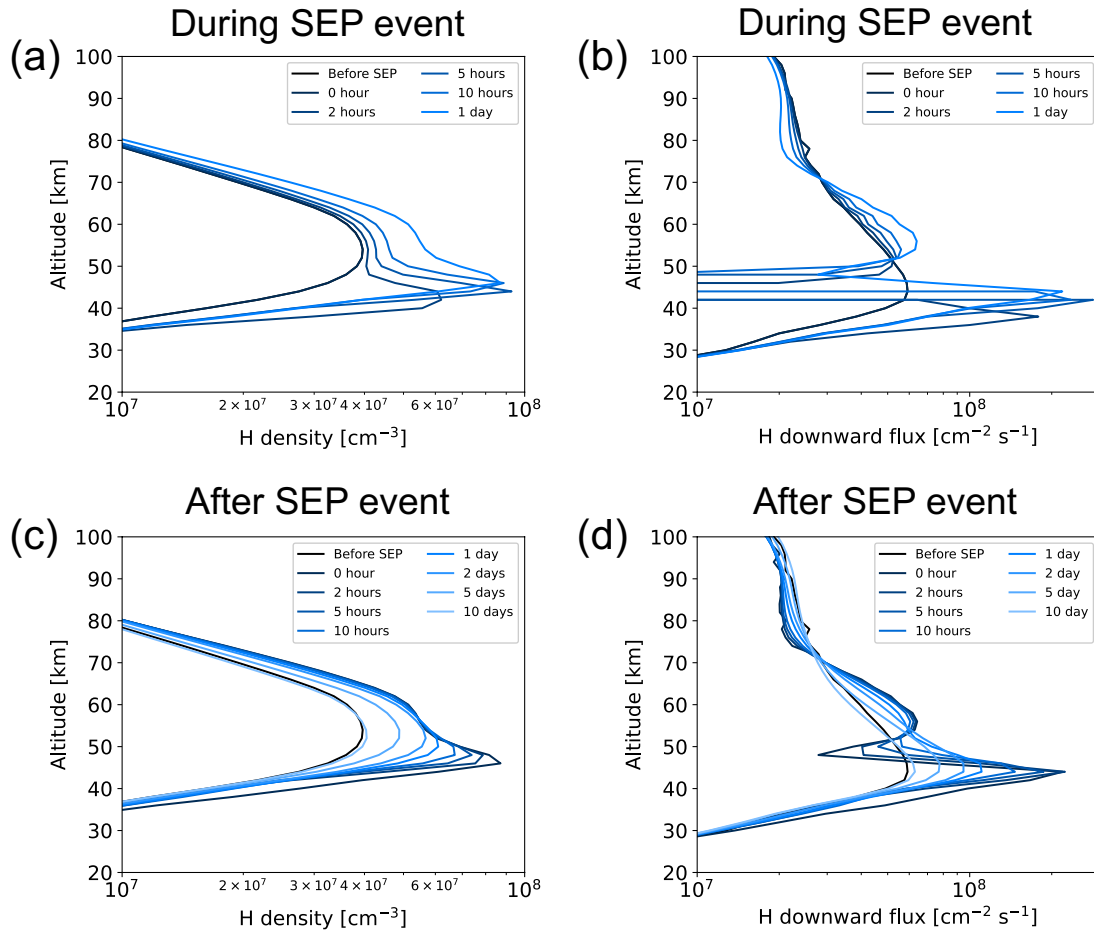 During SEP event
(a)
Before SEP
0 hour
2 hours
5 hours
10 hours
1 day
100
90
80
70
60
50
40
30
20
Altitude [km]
10⁷
2 × 10⁷
3 × 10⁷
4 × 10⁷
6 × 10⁷
10⁸
H density [cm⁻³]
During SEP event
(b)
Before SEP
0 hour
2 hours
5 hours
10 hours
1 day
100
90
80
70
60
50
40
30
20
Altitude [km]
10⁷
10⁸
H downward flux [cm⁻² s⁻¹]
After SEP event
(c)
Before SEP
0 hour
2 hours
5 hours
10 hours
1 day
2 days
5 days
10 days
100
90
80
70
60
50
40
30
20
Altitude [km]
10⁷
2 × 10⁷
3 × 10⁷
4 × 10⁷
6 × 10⁷
10⁸
H density [cm⁻³]
After SEP event
(d)
Before SEP
0 hour
2 hours
5 hours
10 hours
1 day
2 day
5 day
10 day
100
90
80
70
60
50
40
30
20
Altitude [km]
10⁷
10⁸
H downward flux [cm⁻² s⁻¹]